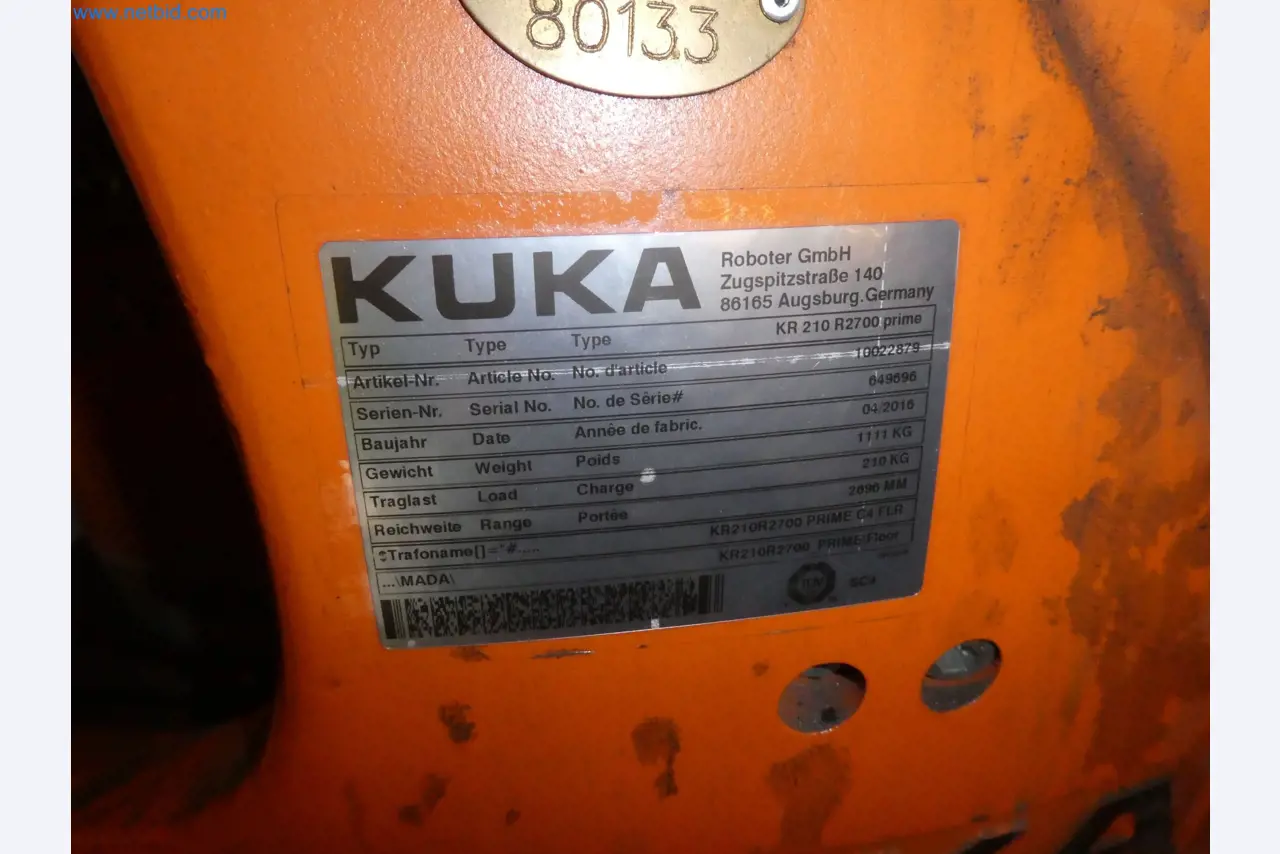 www.netbid.com
80133
KUKA
Roboter GmbH
Zugspitzstraße 140
86165 Augsburg.Germany
Typ Type Type KR 210 R2700 prime
Artikel-Nr. Article No. No. d'article 10022879
Serien-Nr. Serial No. No. de Série# 649696
Baujahr Date Année de fabric. 04.2016
Gewicht Weight Poids 1111 KG
Traglast Load Charge 210 KG
Reichweite Range Portée 2696 MM
$Trafoname[]="#..... KR210R2700 PRIME C4 FLR
...\MADA\ KR210R2700 PRIME Floor
TÜV